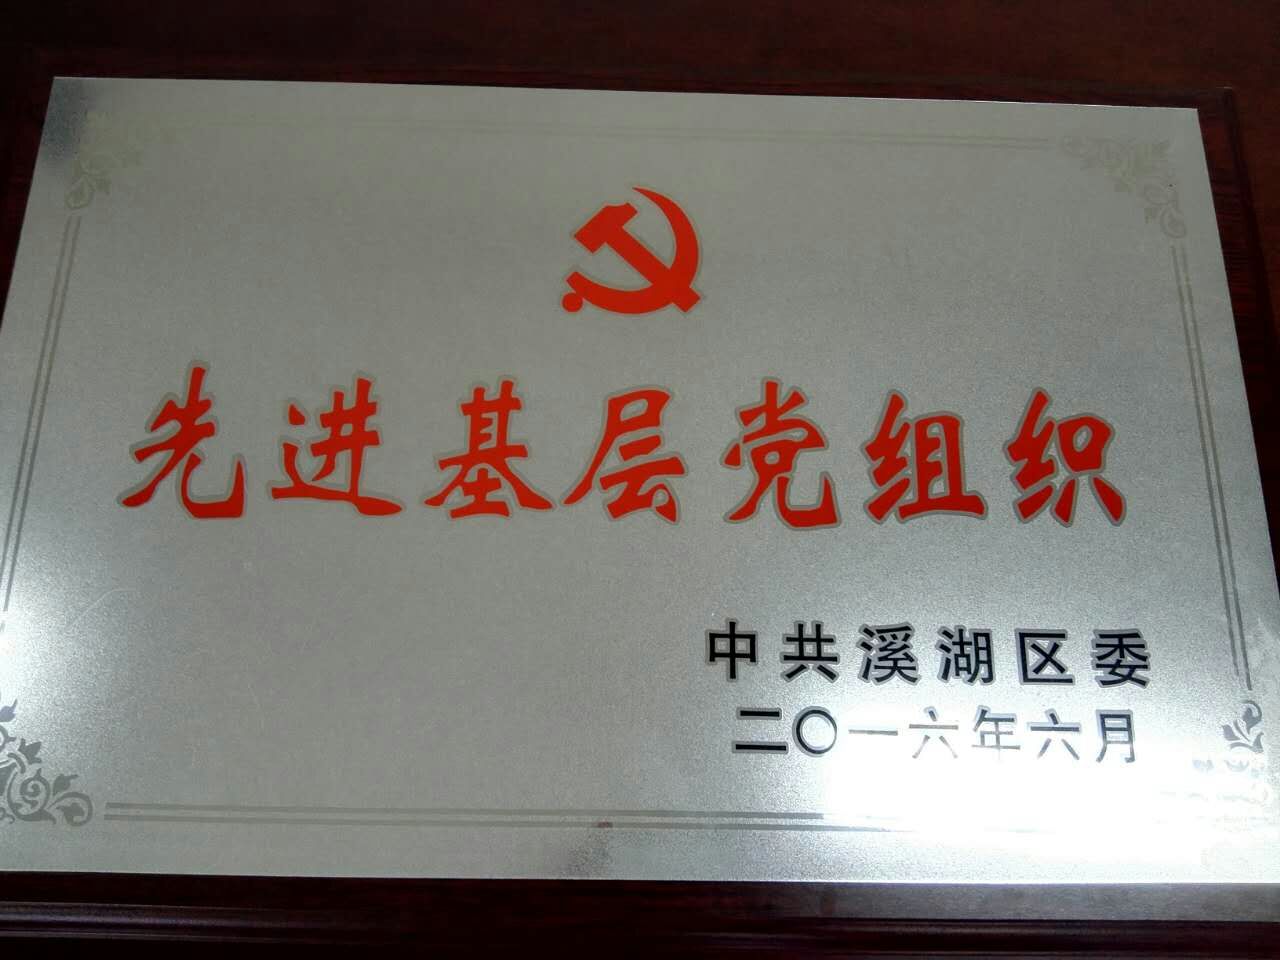 先进基层党组织
中共溪湖区委
二〇一六年六月